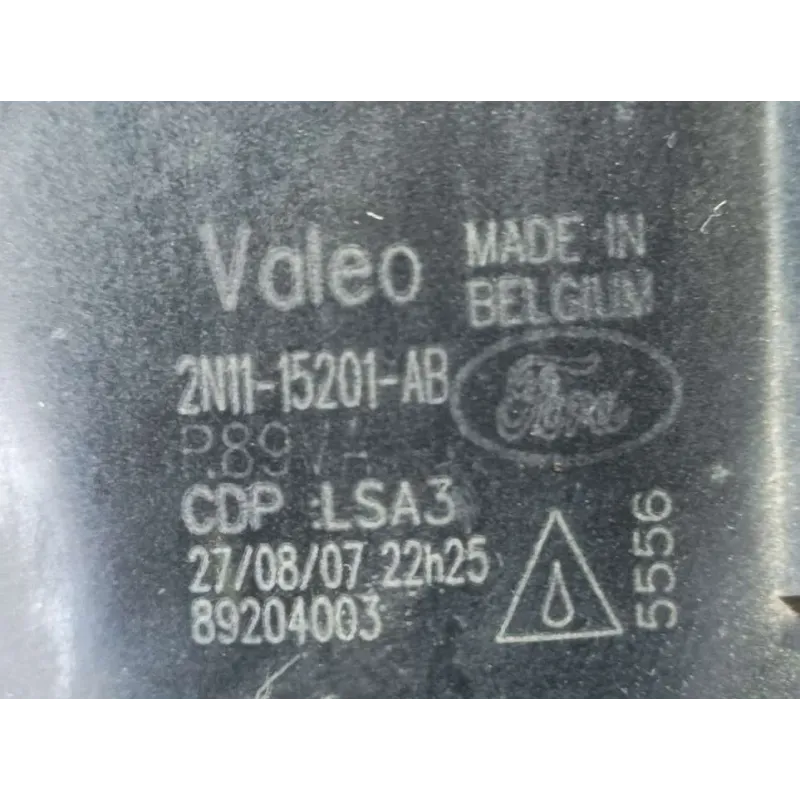 Valeo
MADE IN
BELGIUM
2N11-15201-AB
Ford
CDP LSA3
27/08/07 22h25
89204003
5556